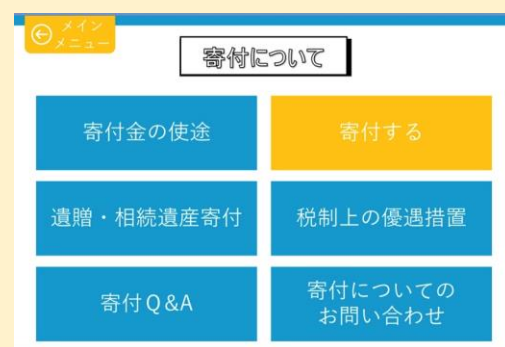 メイン
メニュー
寄付について
寄付金の使途
寄付する
遺贈・相続遺産寄付
税制上の優遇措置
寄付Q&A
寄付についての
お問い合わせ